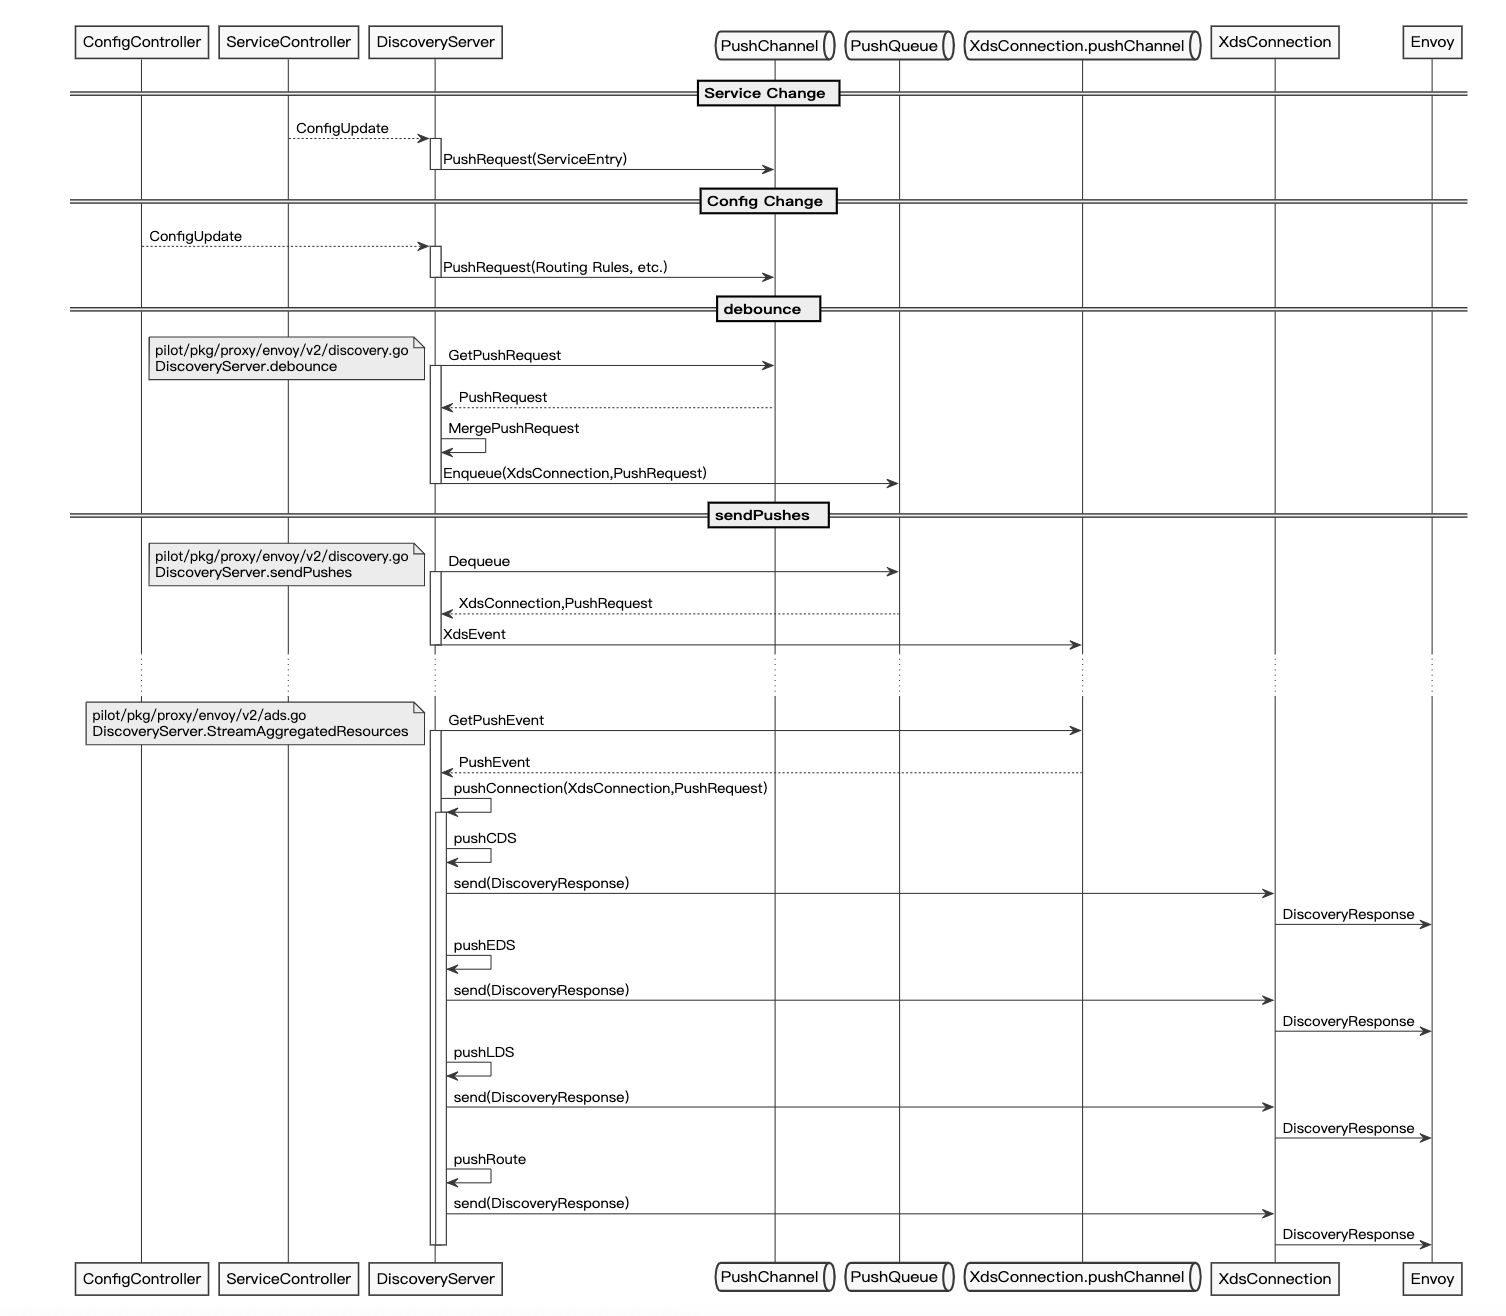 ConfigController
ServiceController
DiscoveryServer
PushChannel
PushQueue
XdsConnection.pushChannel
XdsConnection
Envoy
Service Change
ConfigUpdate
PushRequest(ServiceEntry)
Config Change
ConfigUpdate
PushRequest(Routing Rules, etc.)
debounce
pilot/pkg/proxy/envoy/v2/discovery.go
DiscoveryServer.debounce
GetPushRequest
PushRequest
MergePushRequest
Enqueue(XdsConnection,PushRequest)
sendPushes
pilot/pkg/proxy/envoy/v2/discovery.go
DiscoveryServer.sendPushes
Dequeue
XdsConnection,PushRequest
XdsEvent
pilot/pkg/proxy/envoy/v2/ads.go
DiscoveryServer.StreamAggregatedResources
GetPushEvent
PushEvent
pushConnection(XdsConnection,PushRequest)
pushCDS
send(DiscoveryResponse)
DiscoveryResponse
pushEDS
send(DiscoveryResponse)
DiscoveryResponse
pushLDS
send(DiscoveryResponse)
DiscoveryResponse
pushRoute
send(DiscoveryResponse)
DiscoveryResponse
ConfigController
ServiceController
DiscoveryServer
PushChannel
PushQueue
XdsConnection.pushChannel
XdsConnection
Envoy